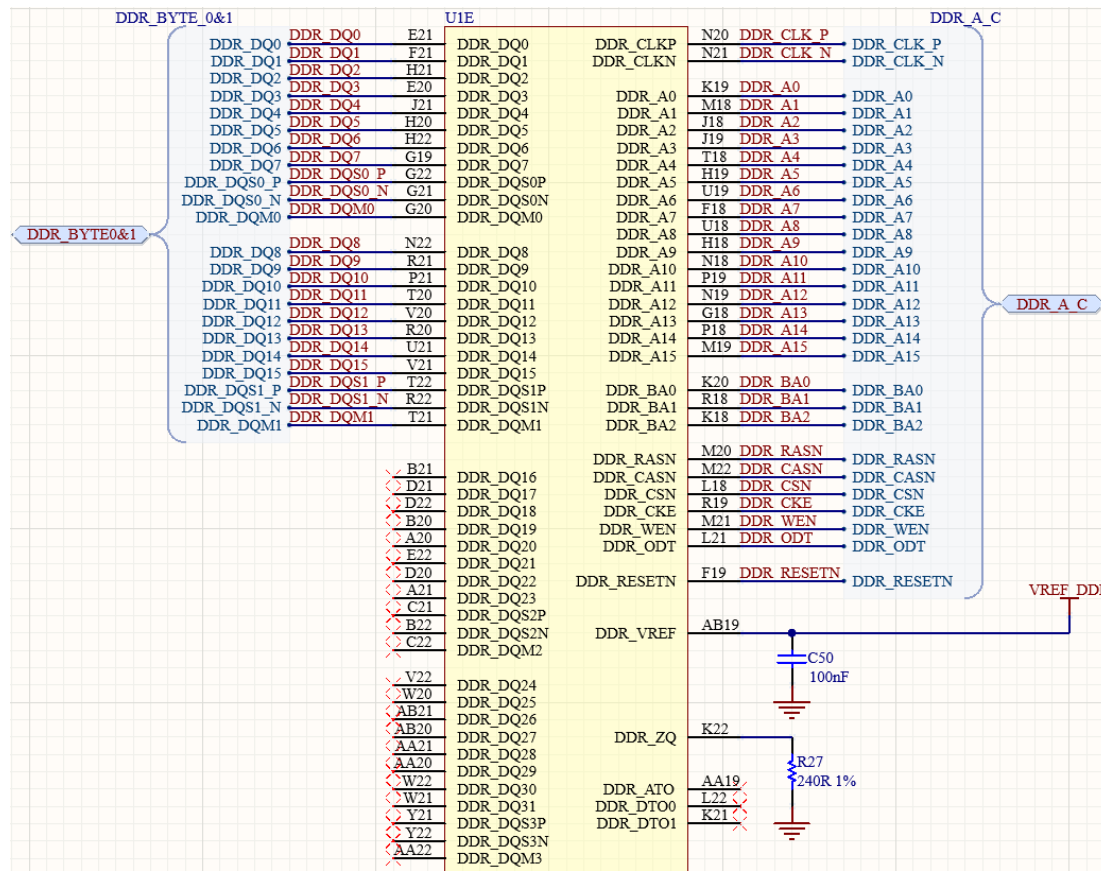 DDR_BYTE_0&1 U1E DDR_A_C
DDR_DQ0 DDR_DQ0 E21 DDR_DQ0 DDR_CLKP N20 DDR_CLK_P DDR_CLK_P
DDR_DQ1 DDR_DQ1 F21 DDR_DQ1 DDR_CLKN N21 DDR_CLK_N DDR_CLK_N
DDR_DQ2 DDR_DQ2 H21 DDR_DQ2
DDR_DQ3 DDR_DQ3 E20 DDR_DQ3 DDR_A0 K19 DDR_A0 DDR_A0
DDR_DQ4 DDR_DQ4 J21 DDR_DQ4 DDR_A1 M18 DDR_A1 DDR_A1
DDR_DQ5 DDR_DQ5 H20 DDR_DQ5 DDR_A2 J18 DDR_A2 DDR_A2
DDR_DQ6 DDR_DQ6 H22 DDR_DQ6 DDR_A3 J19 DDR_A3 DDR_A3
DDR_DQ7 DDR_DQ7 G19 DDR_DQ7 DDR_A4 T18 DDR_A4 DDR_A4
DDR_DQS0_P DDR_DQS0_P G22 DDR_DQS0P DDR_A5 H19 DDR_A5 DDR_A5
DDR_DQS0_N DDR_DQS0_N G21 DDR_DQS0N DDR_A6 U19 DDR_A6 DDR_A6
DDR_DQM0 DDR_DQM0 G20 DDR_DQM0 DDR_A7 F18 DDR_A7 DDR_A7
DDR_BYTE0&1 DDR_A8 U18 DDR_A8 DDR_A8
DDR_DQ8 DDR_DQ8 N22 DDR_DQ8 DDR_A9 H18 DDR_A9 DDR_A9
DDR_DQ9 DDR_DQ9 R21 DDR_DQ9 DDR_A10 N18 DDR_A10 DDR_A10
DDR_DQ10 DDR_DQ10 P21 DDR_DQ10 DDR_A11 P19 DDR_A11 DDR_A11
DDR_DQ11 DDR_DQ11 T20 DDR_DQ11 DDR_A12 N19 DDR_A12 DDR_A12 DDR_A_C
DDR_DQ12 DDR_DQ12 V20 DDR_DQ12 DDR_A13 G18 DDR_A13 DDR_A13
DDR_DQ13 DDR_DQ13 R20 DDR_DQ13 DDR_A14 P18 DDR_A14 DDR_A14
DDR_DQ14 DDR_DQ14 U21 DDR_DQ14 DDR_A15 M19 DDR_A15 DDR_A15
DDR_DQ15 DDR_DQ15 V21 DDR_DQ15
DDR_DQS1_P DDR_DQS1_P T22 DDR_DQS1P DDR_BA0 K20 DDR_BA0 DDR_BA0
DDR_DQS1_N DDR_DQS1_N R22 DDR_DQS1N DDR_BA1 R18 DDR_BA1 DDR_BA1
DDR_DQM1 DDR_DQM1 T21 DDR_DQM1 DDR_BA2 K18 DDR_BA2 DDR_BA2
DDR_RASN M20 DDR_RASN DDR_RASN
B21 DDR_DQ16 DDR_CASN M22 DDR_CASN DDR_CASN
D21 DDR_DQ17 DDR_CSN L18 DDR_CSN DDR_CSN
D22 DDR_DQ18 DDR_CKE R19 DDR_CKE DDR_CKE
B20 DDR_DQ19 DDR_WEN M21 DDR_WEN DDR_WEN
A20 DDR_DQ20 DDR_ODT L21 DDR_ODT DDR_ODT
E22 DDR_DQ21
D20 DDR_DQ22 DDR_RESETN F19 DDR_RESETN DDR_RESETN
A21 DDR_DQ23 VREF_DDR
C21 DDR_DQS2P
B22 DDR_DQS2N DDR_VREF AB19
C22 DDR_DQM2 C50
100nF
V22 DDR_DQ24
W20 DDR_DQ25
AB21 DDR_DQ26
AB20 DDR_DQ27 DDR_ZQ K22
AA21 DDR_DQ28 R27
AA20 DDR_DQ29 240R 1%
W22 DDR_DQ30 DDR_ATO AA19
W21 DDR_DQ31 DDR_DTO0 L22
Y21 DDR_DQS3P DDR_DTO1 K21
Y22 DDR_DQS3N
AA22 DDR_DQM3